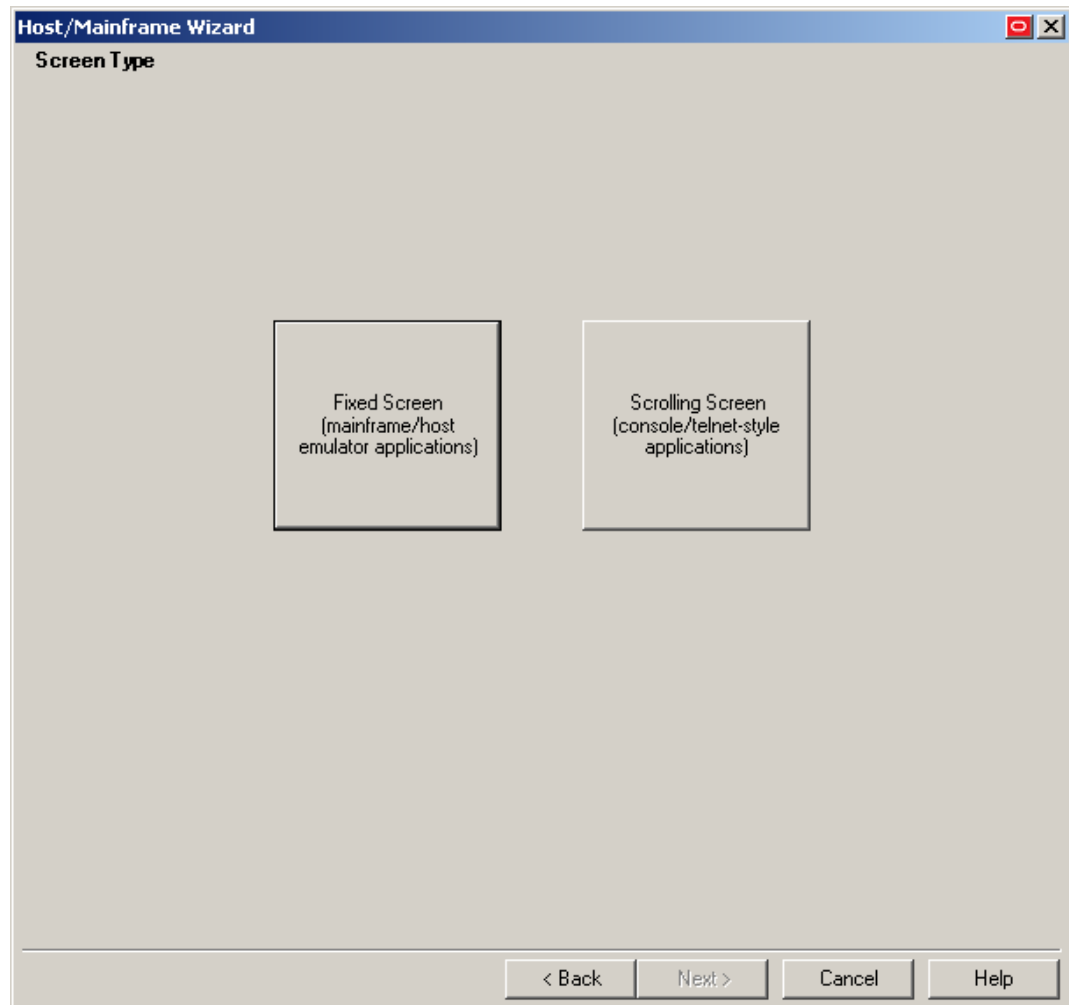 Host/Mainframe Wizard
Screen Type
Fixed Screen
(mainframe/host
emulator applications)
Scrolling Screen
(console/telnet-style
applications)
< Back
Next >
Cancel
Help